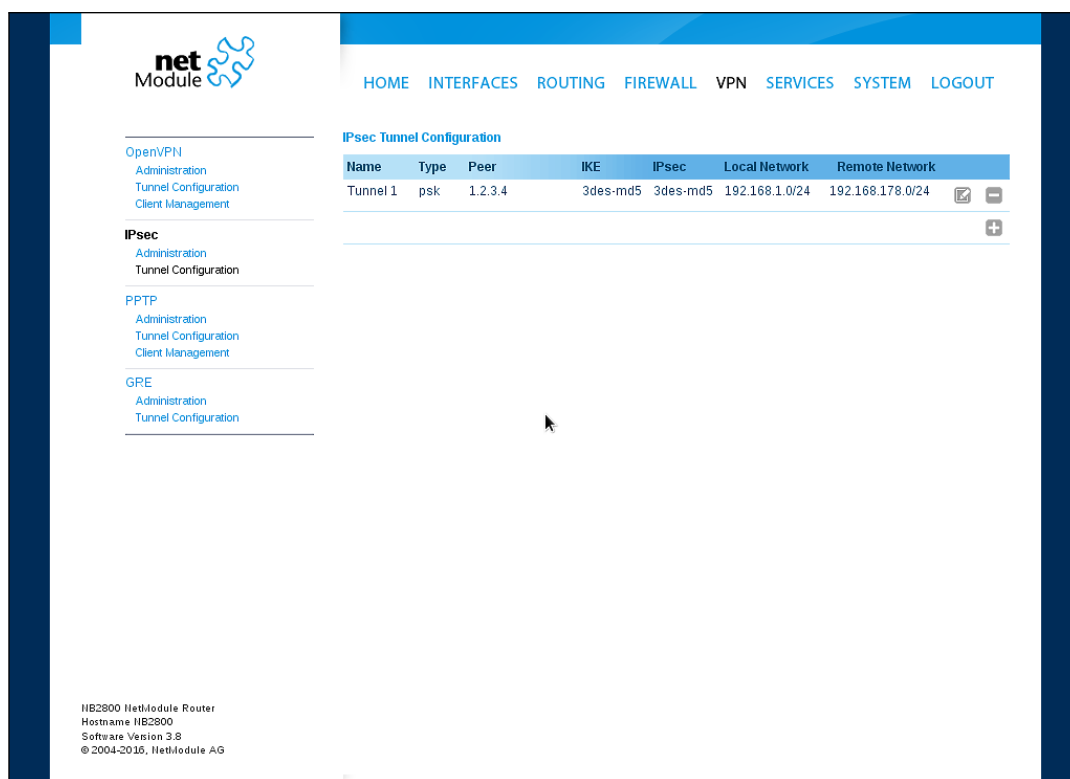 net
Module
HOME INTERFACES ROUTING FIREWALL VPN SERVICES SYSTEM LOGOUT
OpenVPN
Administration
Tunnel Configuration
Client Management
IPsec
Administration
Tunnel Configuration
PPTP
Administration
Tunnel Configuration
Client Management
GRE
Administration
Tunnel Configuration
IPsec Tunnel Configuration
Name Type Peer IKE IPsec Local Network Remote Network
Tunnel 1 psk 1.2.3.4 3des-md5 3des-md5 192.168.1.0/24 192.168.178.0/24
NB2800 NetModule Router
Hostname NB2800
Software Version 3.8
© 2004-2016, NetModule AG